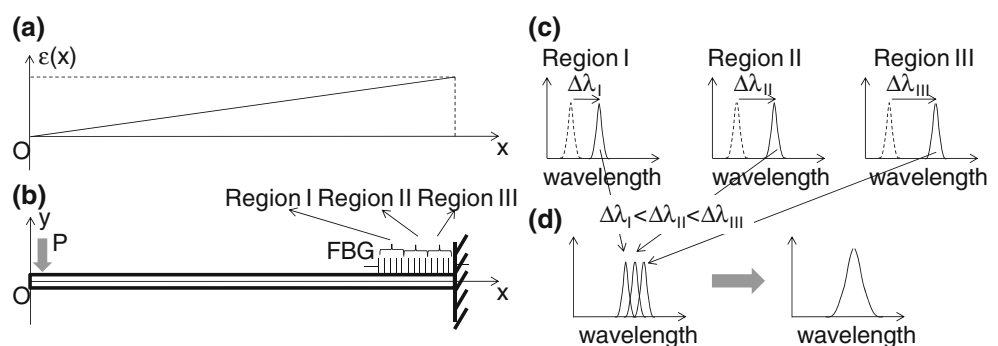 (a)
ε(x)
O
x
(b)
y
P
Region I Region II Region III
FBG
O
x
(c)
Region I
Δλ_I
wavelength
Region II
Δλ_II
wavelength
Region III
Δλ_III
wavelength
Δλ_I<Δλ_II<Δλ_III
(d)
wavelength
wavelength